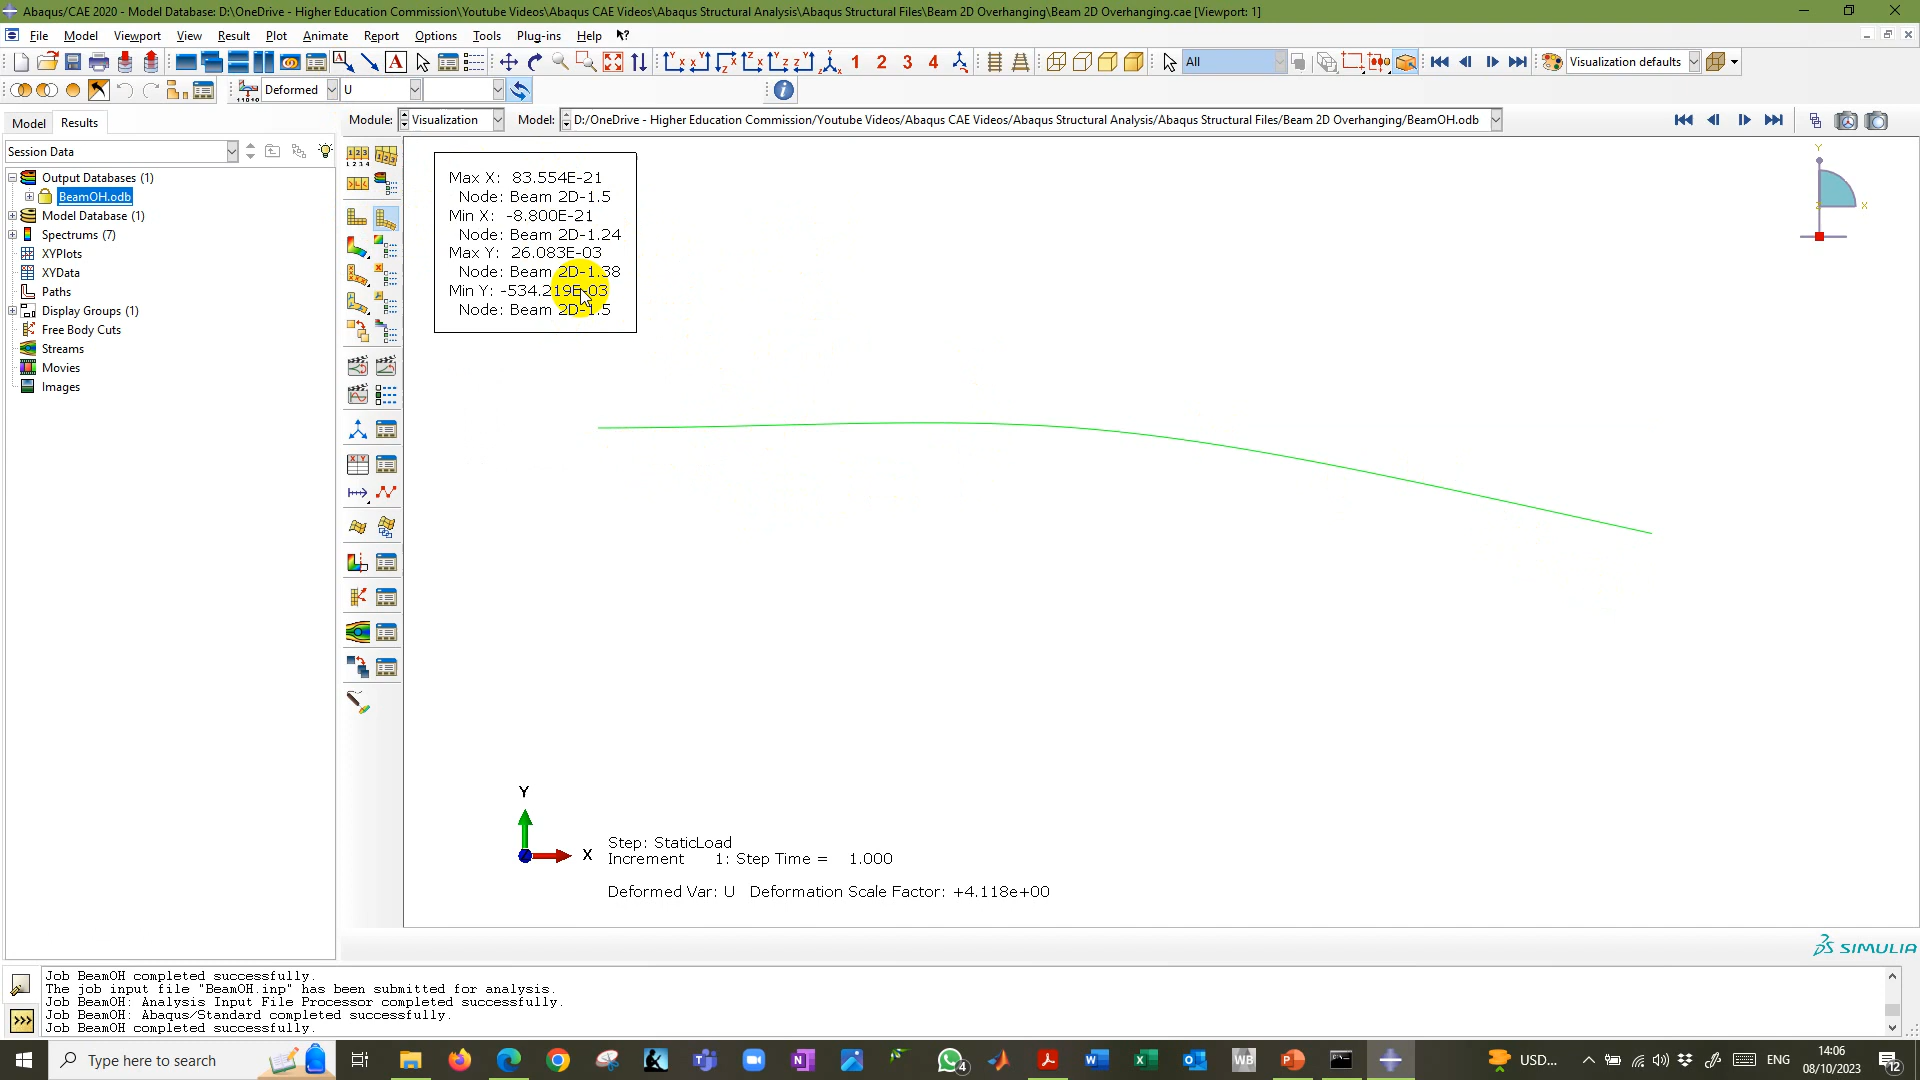 Abaqus/CAE 2020 - Model Database: D:\OneDrive - Higher Education Commission\Youtube Videos\Abaqus CAE Videos\Abaqus Structural Analysis\Abaqus Structural Files\Beam 2D Overhanging\Beam 2D Overhanging.cae [Viewport: 1]
File Model Viewport View Result Plot Animate Report Options Tools Plug-ins Help
1 2 3 4 All Visualization defaults
Deformed U
Module: Visualization Model: D:/OneDrive - Higher Education Commission/Youtube Videos/Abaqus CAE Videos/Abaqus Structural Analysis/Abaqus Structural Files/Beam 2D Overhanging/BeamOH.odb
Model Results
Session Data
Output Databases (1)
BeamOH.odb
Model Database (1)
Spectrums (7)
XYPlots
XYData
Paths
Display Groups (1)
Free Body Cuts
Streams
Movies
Images
Max X: 83.554E-21
Node: Beam 2D-1.5
Min X: -8.800E-21
Node: Beam 2D-1.24
Max Y: 26.083E-03
Node: Beam 2D-1.38
Min Y: -534.219E-03
Node: Beam 2D-1.5
Y
X
Y
X
Step: StaticLoad
Increment 1: Step Time = 1.000
Deformed Var: U Deformation Scale Factor: +4.118e+00
SIMULIA
Job BeamOH completed successfully.
The job input file "BeamOH.inp" has been submitted for analysis.
Job BeamOH: Analysis Input File Processor completed successfully.
Job BeamOH: Abaqus/Standard completed successfully.
Job BeamOH completed successfully.
Type here to search
USD...
ENG
14:06
08/10/2023